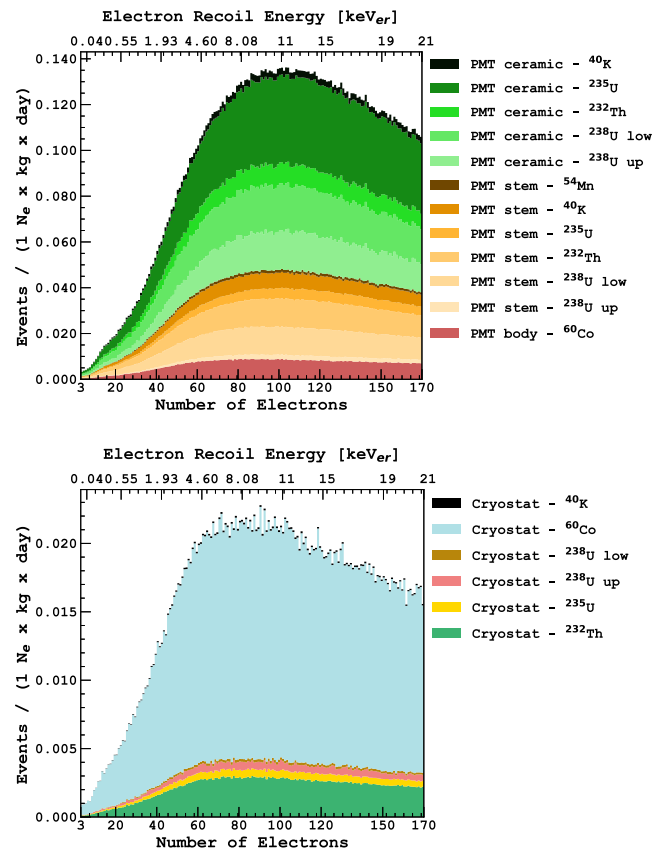 Electron Recoil Energy [keVer]
0.04 0.55 1.93 4.60 8.08 11 15 19 21
0.140
0.120
0.100
0.080
0.060
0.040
0.020
0.000
Events / (1 Ne x kg x day)
3 20 40 60 80 100 120 140 170
Number of Electrons
PMT ceramic - 40K
PMT ceramic - 235U
PMT ceramic - 232Th
PMT ceramic - 238U low
PMT ceramic - 238U up
PMT stem - 54Mn
PMT stem - 40K
PMT stem - 235U
PMT stem - 232Th
PMT stem - 238U low
PMT stem - 238U up
PMT body - 60Co
Electron Recoil Energy [keVer]
0.04 0.55 1.93 4.60 8.08 11 15 19 21
0.020
0.015
0.010
0.005
0.000
Events / (1 Ne x kg x day)
3 20 40 60 80 100 120 140 170
Number of Electrons
Cryostat - 40K
Cryostat - 60Co
Cryostat - 238U low
Cryostat - 238U up
Cryostat - 235U
Cryostat - 232Th